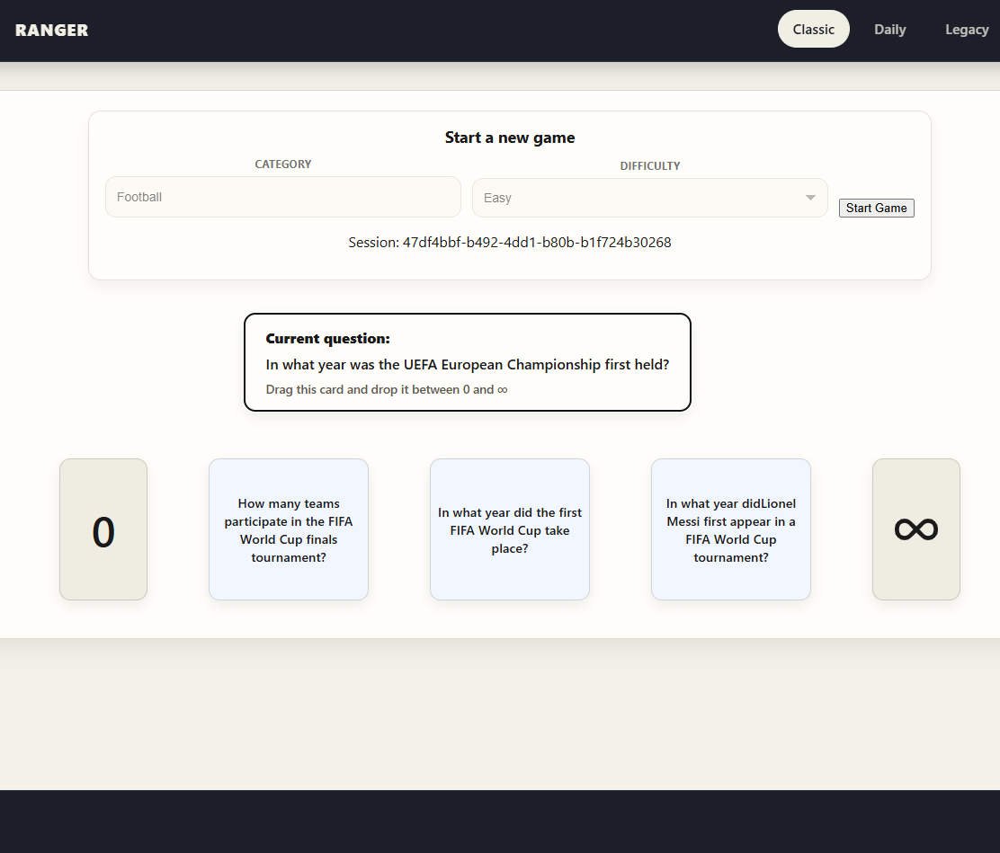 RANGER
Classic
Daily
Legacy
Start a new game
CATEGORY
DIFFICULTY
Football
Easy
Start Game
Session: 47df4bbf-b492-4dd1-b80b-b1f724b30268
Current question:
In what year was the UEFA European Championship first held?
Drag this card and drop it between 0 and ∞
0
How many teams
participate in the FIFA
World Cup finals
tournament?
In what year did the first
FIFA World Cup take
place?
In what year didLionel
Messi first appear in a
FIFA World Cup
tournament?
∞